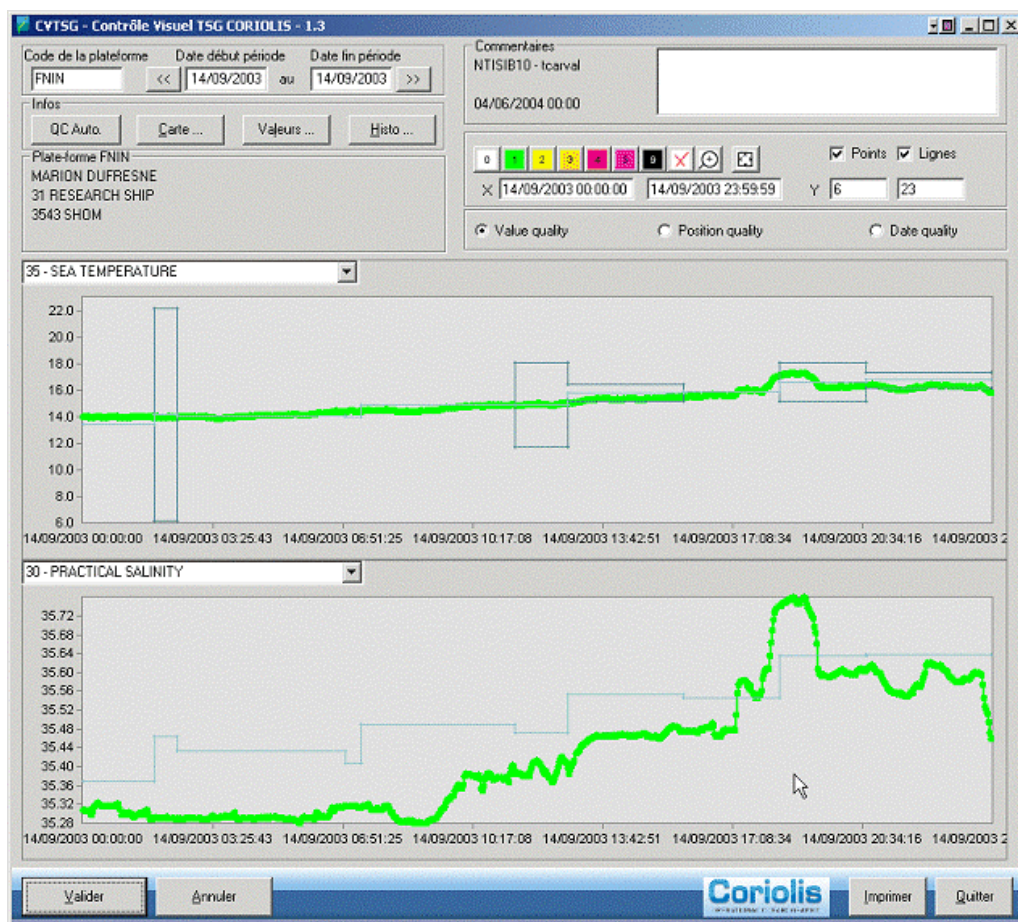 CVTSG - Contrôle Visuel TSG CORIOLIS - 1.3
Code de la plateforme Date début période Date fin période
FNIN << 14/09/2003 au 14/09/2003 >>
Infos
QC Auto. Carte ... Valeurs ... Histo ...
Plate-forme FNIN
MARION DUFRESNE
31 RESEARCH SHIP
3543 SHOM
Commentaires
NTISIB10 - tcarval
04/06/2004 00:00
0 1 2 3 4 5 9 Points Lignes
X 14/09/2003 00:00:00 14/09/2003 23:59:59 Y 6 23
Value quality Position quality Date quality
35 - SEA TEMPERATURE
22.0
20.0
18.0
16.0
14.0
12.0
10.0
8.0
6.0
14/09/2003 00:00:00 14/09/2003 03:25:43 14/09/2003 06:51:25 14/09/2003 10:17:08 14/09/2003 13:42:51 14/09/2003 17:08:34 14/09/2003 20:34:16 14/09/2003 2
30 - PRACTICAL SALINITY
35.72
35.68
35.64
35.60
35.56
35.52
35.48
35.44
35.40
35.36
35.32
35.28
14/09/2003 00:00:00 14/09/2003 03:25:43 14/09/2003 06:51:25 14/09/2003 10:17:08 14/09/2003 13:42:51 14/09/2003 17:08:34 14/09/2003 20:34:16 14/09/2003 2
Valider Annuler Coriolis Imprimer Quitter